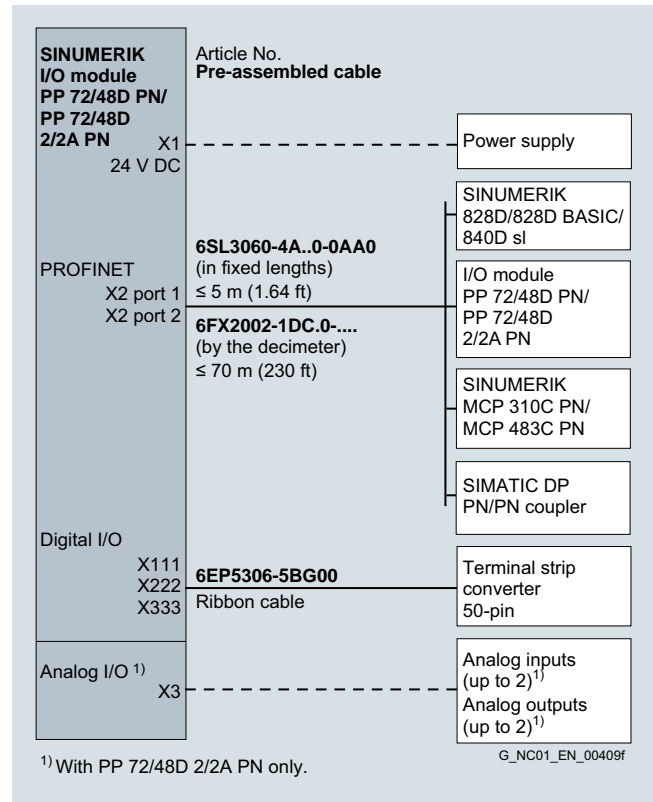 SINUMERIK
I/O module
PP 72/48D PN/
PP 72/48D
2/2A PN
X1
24 V DC
Article No.
Pre-assembled cable
Power supply
PROFINET
X2 port 1
X2 port 2
6SL3060-4A..0-0AA0
(in fixed lengths)
≤ 5 m (1.64 ft)
6FX2002-1DC.0-....
(by the decimeter)
≤ 70 m (230 ft)
SINUMERIK
828D/828D BASIC/
840D sl
I/O module
PP 72/48D PN/
PP 72/48D
2/2A PN
SINUMERIK
MCP 310C PN/
MCP 483C PN
SIMATIC DP
PN/PN coupler
Digital I/O
X111
X222
X333
6EP5306-5BG00
Ribbon cable
Terminal strip
converter
50-pin
Analog I/O 1)
X3
Analog inputs
(up to 2)1)
Analog outputs
(up to 2)1)
1) With PP 72/48D 2/2A PN only.
G_NC01_EN_00409f